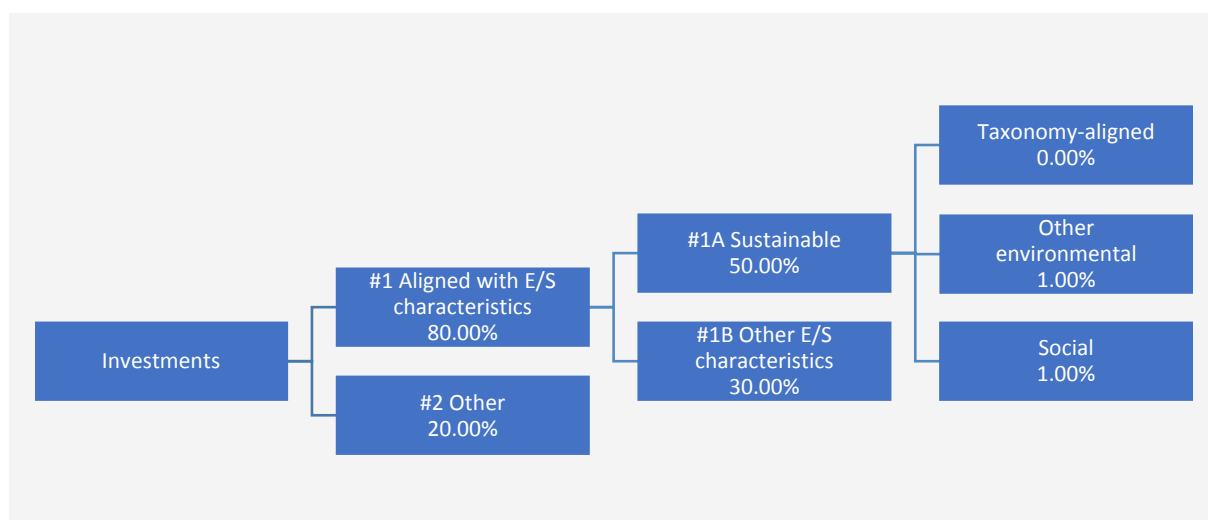 Investments
#1 Aligned with E/S
characteristics
80.00%
#2 Other
20.00%
#1A Sustainable
50.00%
#1B Other E/S
characteristics
30.00%
Taxonomy-aligned
0.00%
Other
environmental
1.00%
Social
1.00%